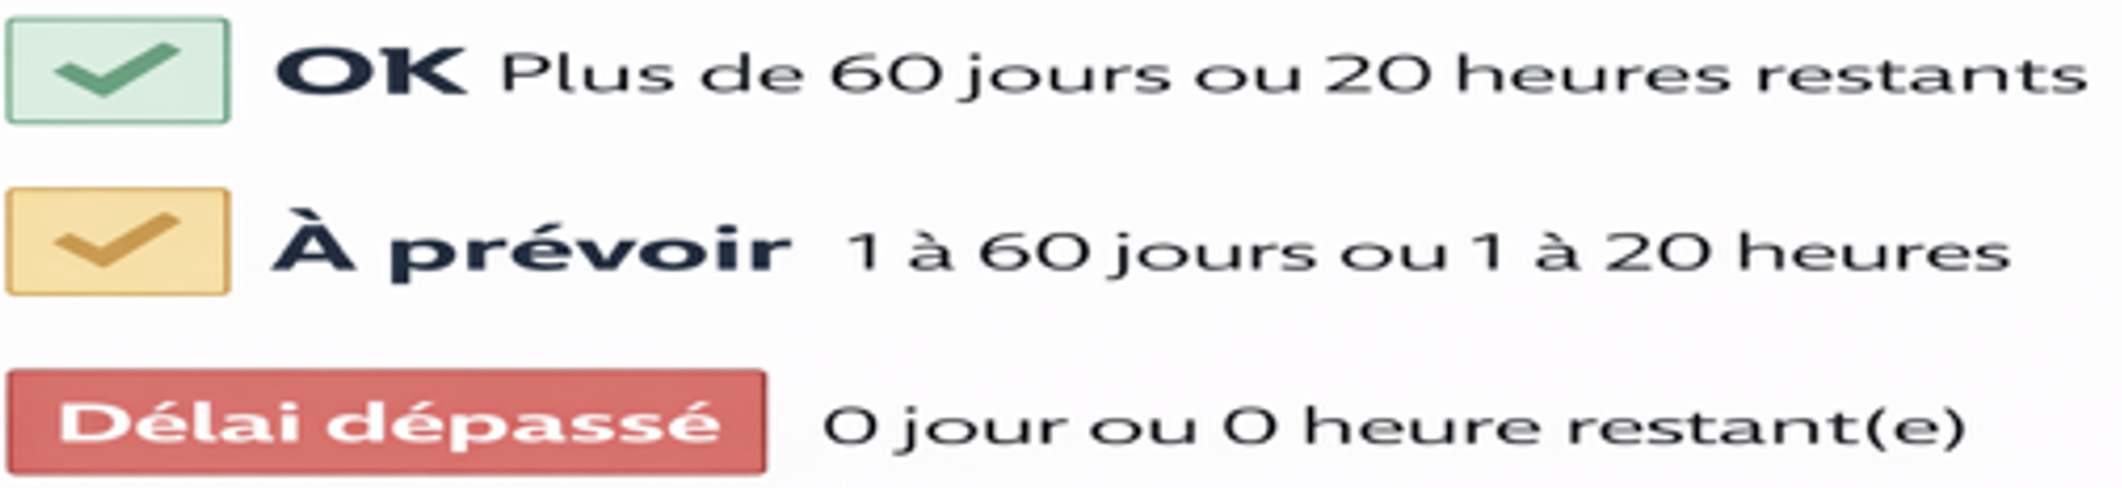 OK Plus de 60 jours ou 20 heures restants
À prévoir 1 à 60 jours ou 1 à 20 heures
Délai dépassé 0 jour ou 0 heure restant(e)